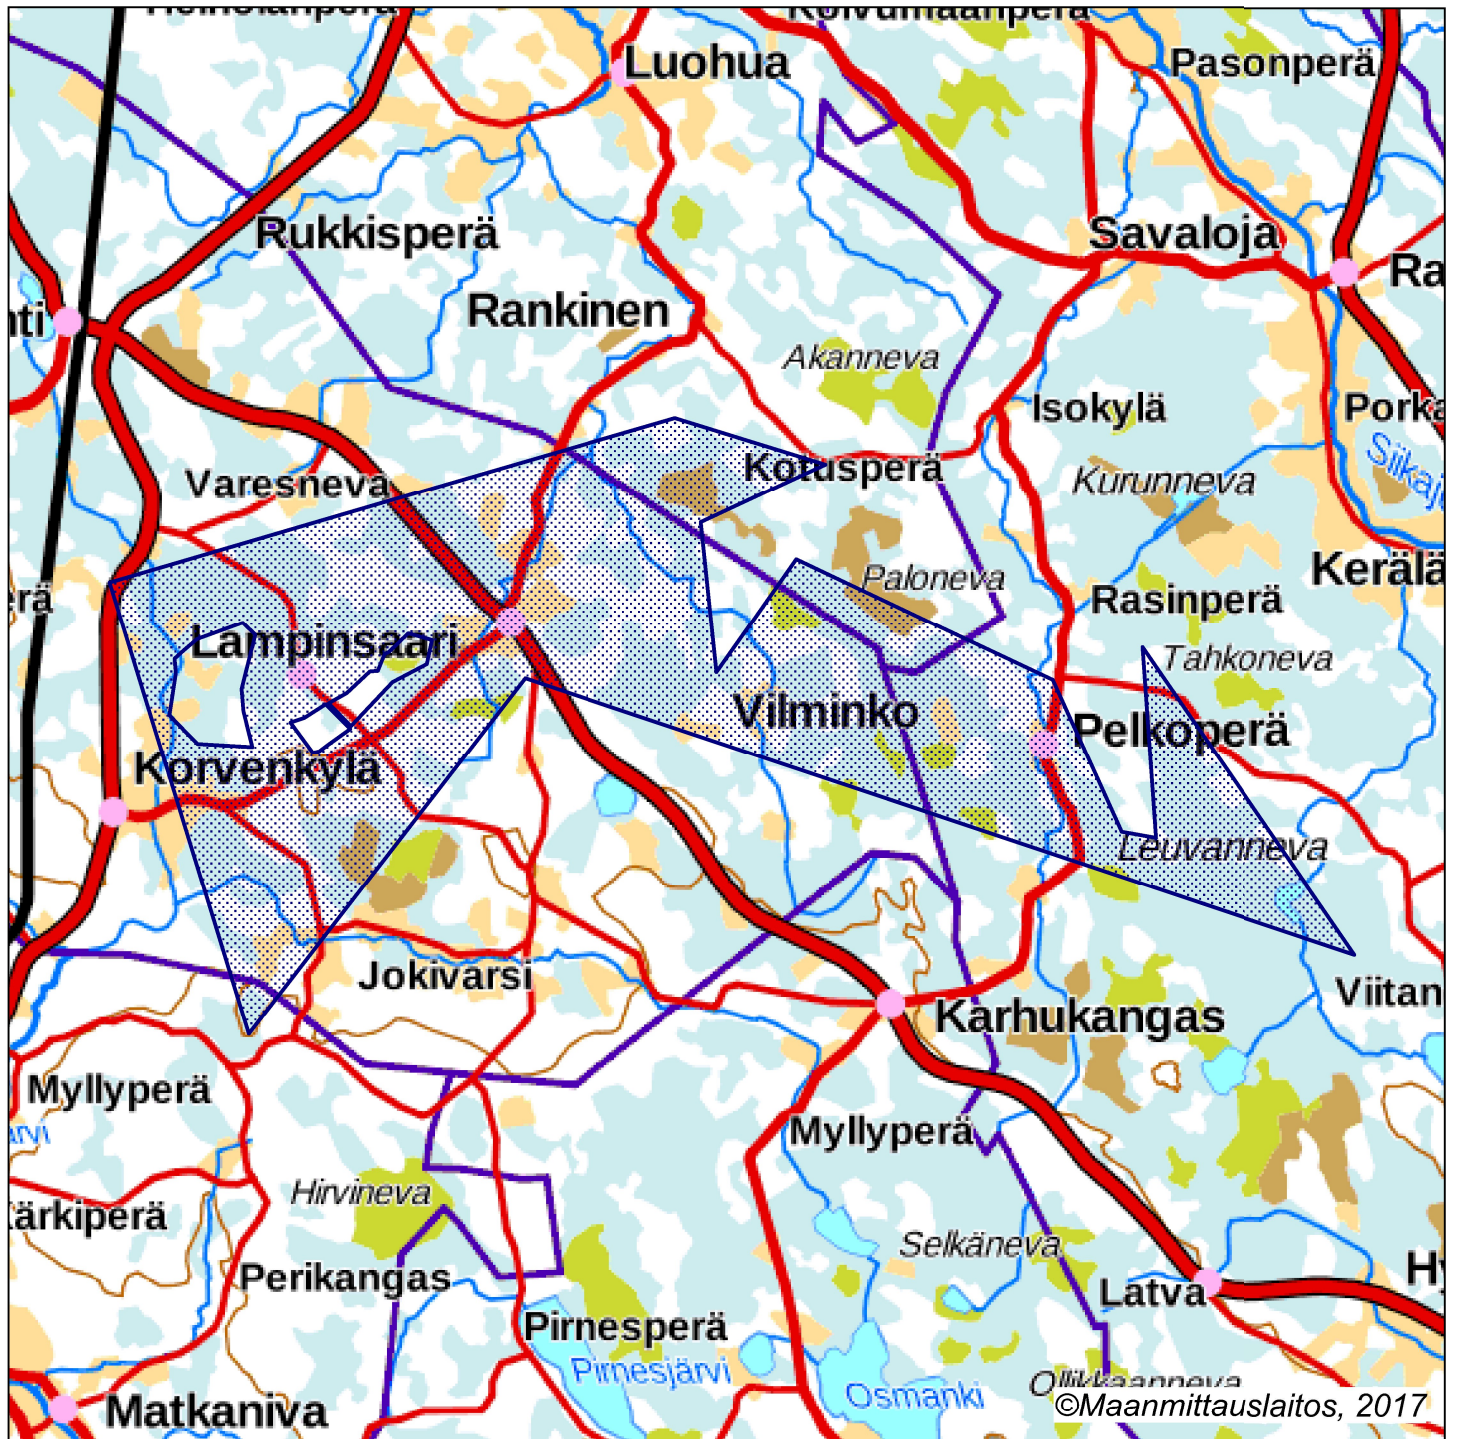 Luohua
Pasonperä
Rukkisperä
Savaloja
Rankinen
Akanneva
Isokylä
Kotusperä
Varesneva
Kurunneva
Paloneva
Kerälä
Rasinperä
Lampinsaari
Tahkoneva
Vilminko
Pelkoperä
Korvenkylä
Leuvanneva
Jokivarsi
Viitan
Karhukangas
Myllyperä
Myllyperä
Hirvineva
Selkäneva
Perikangas
Latva
Pirnesperä
Pirnesjärvi
Osmanki
Matkaniva
©Maanmittauslaitos, 2017